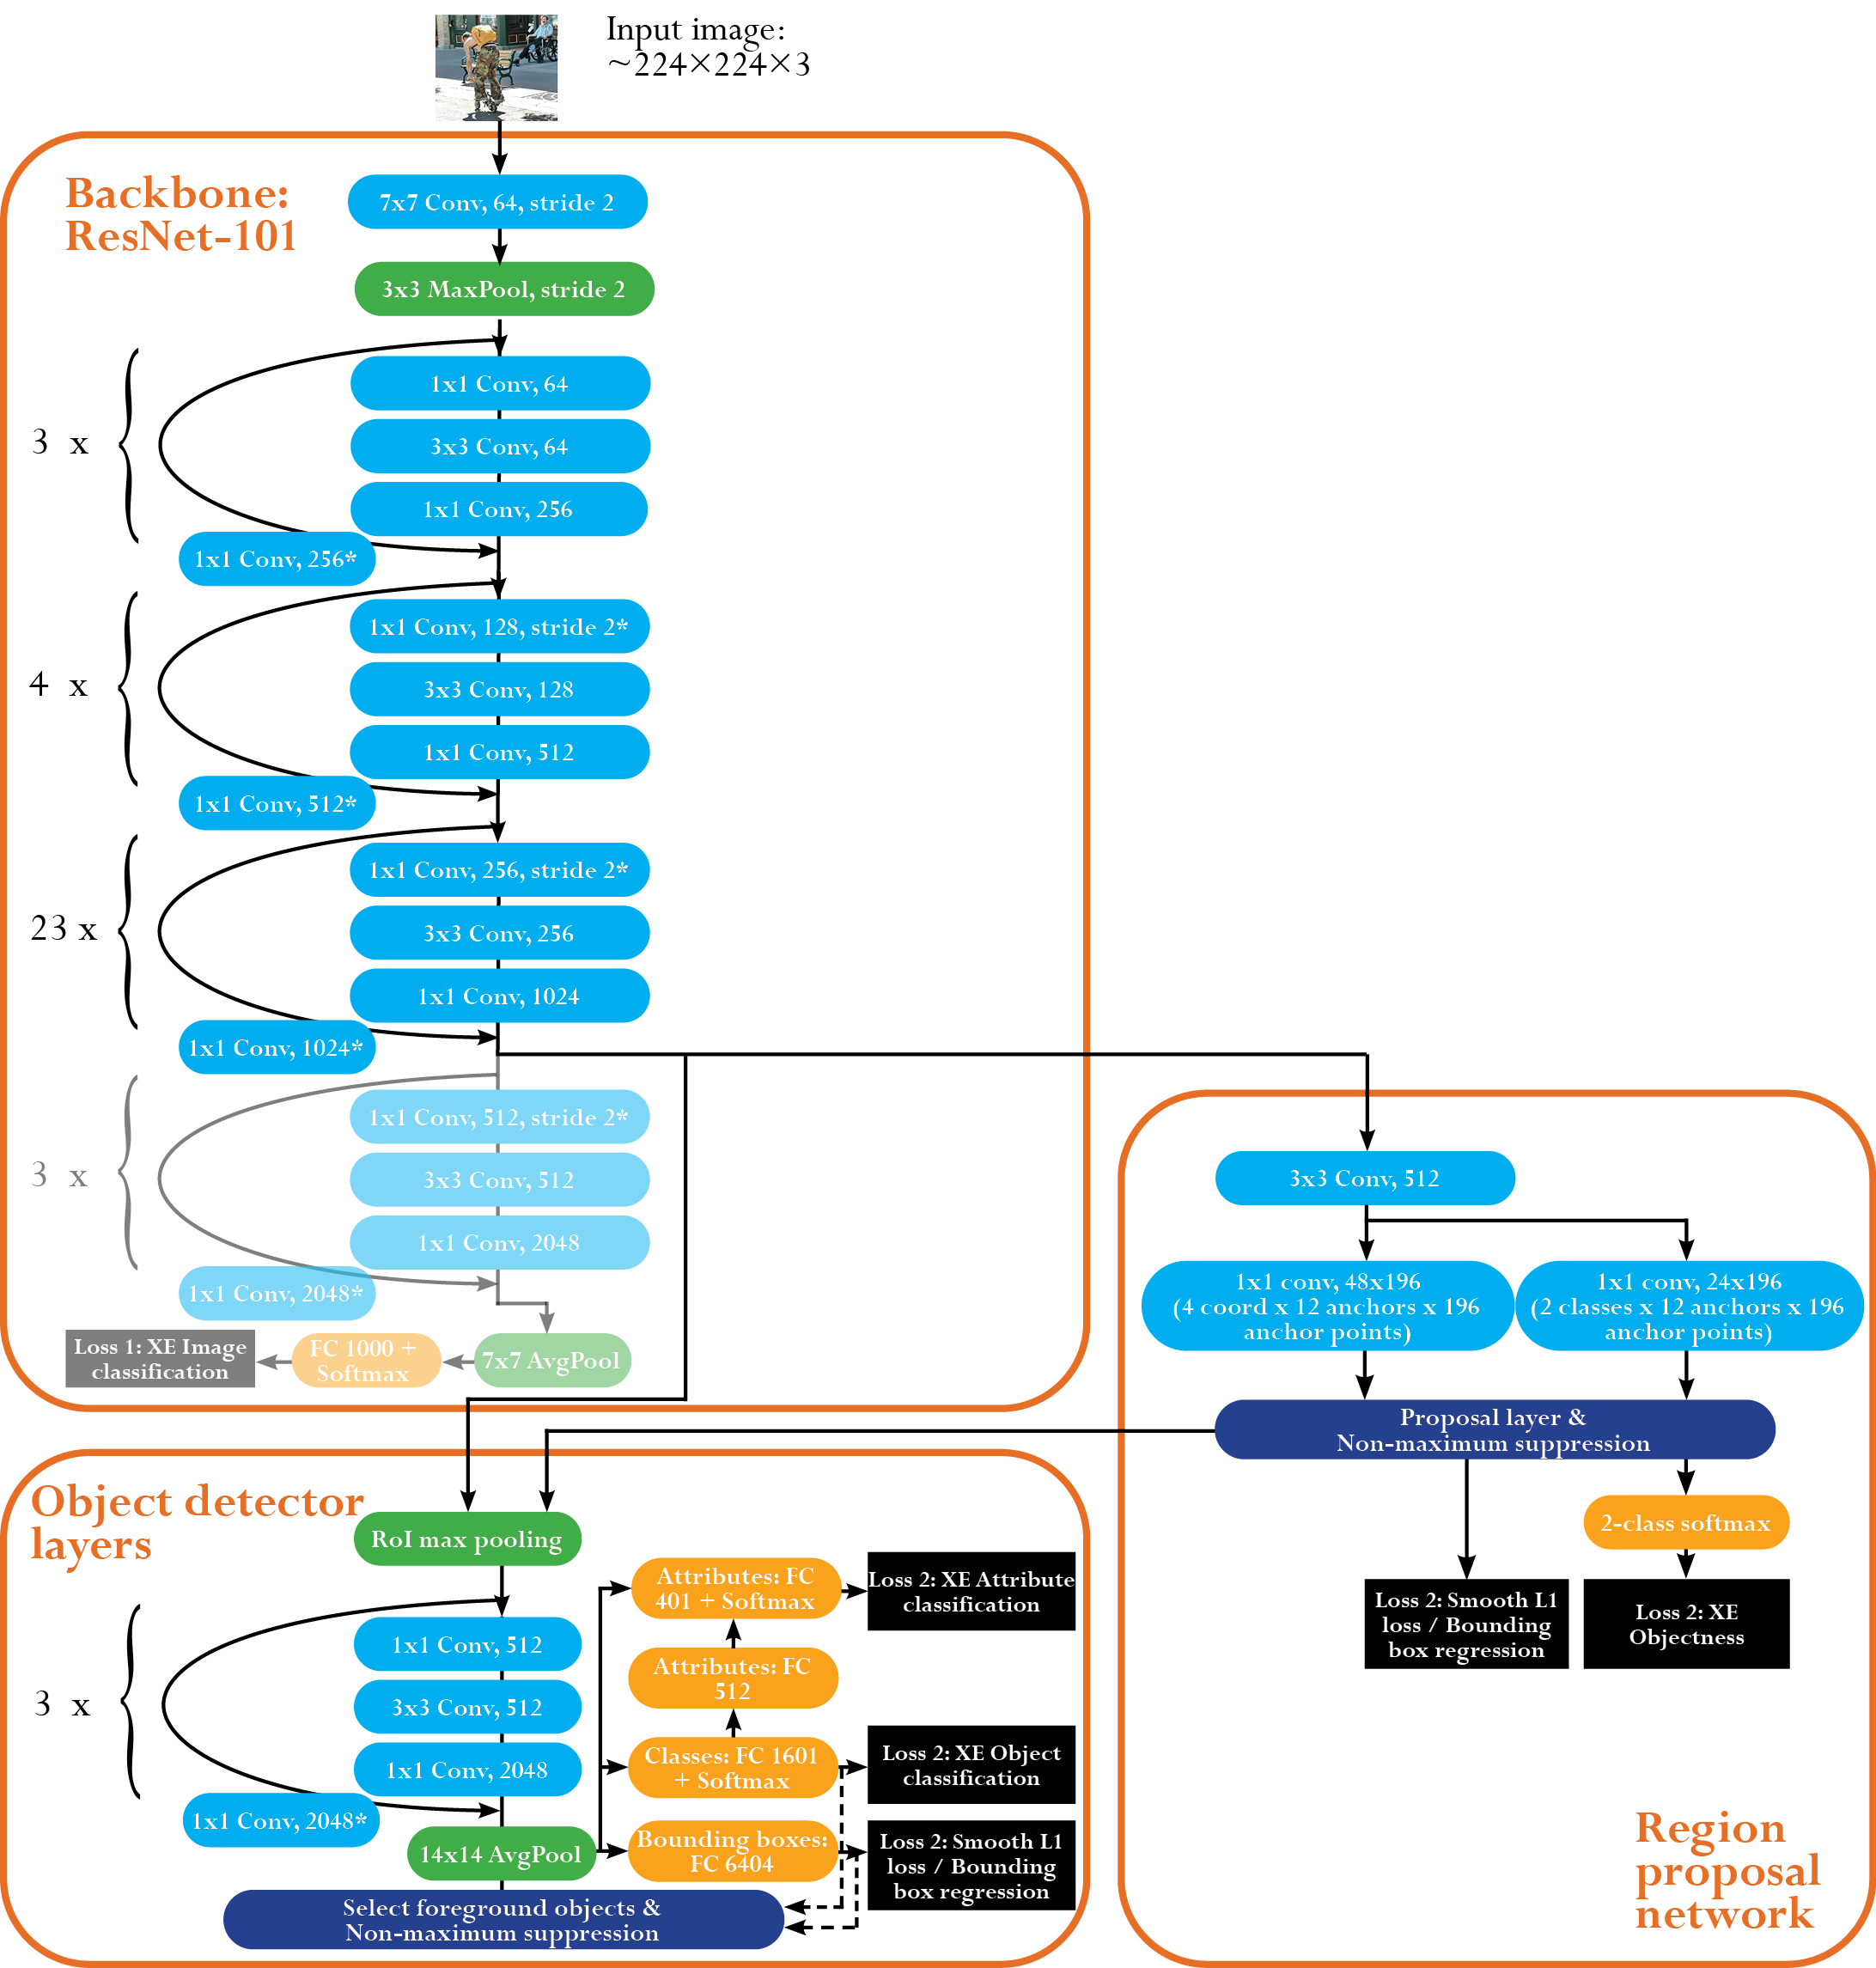 Input image:
~224×224×3
Backbone:
ResNet-101
7x7 Conv, 64, stride 2
3x3 MaxPool, stride 2
3 x
1x1 Conv, 64
3x3 Conv, 64
1x1 Conv, 256
1x1 Conv, 256*
4 x
1x1 Conv, 128, stride 2*
3x3 Conv, 128
1x1 Conv, 512
1x1 Conv, 512*
23 x
1x1 Conv, 256, stride 2*
3x3 Conv, 256
1x1 Conv, 1024
1x1 Conv, 1024*
3 x
1x1 Conv, 512, stride 2*
3x3 Conv, 512
1x1 Conv, 2048
1x1 Conv, 2048*
Loss 1: XE Image
classification
FC 1000 +
Softmax
7x7 AvgPool
3x3 Conv, 512
1x1 conv, 48x196
(4 coord x 12 anchors x 196
anchor points)
1x1 conv, 24x196
(2 classes x 12 anchors x 196
anchor points)
Proposal layer &
Non-maximum suppression
2-class softmax
Loss 2: Smooth L1
loss / Bounding
box regression
Loss 2: XE
Objectness
Region
proposal
network
Object detector
layers
RoI max pooling
3 x
1x1 Conv, 512
3x3 Conv, 512
1x1 Conv, 2048
1x1 Conv, 2048*
14x14 AvgPool
Attributes: FC
401 + Softmax
Loss 2: XE Attribute
classification
Attributes: FC
512
Classes: FC 1601
+ Softmax
Loss 2: XE Object
classification
Bounding boxes:
FC 6404
Loss 2: Smooth L1
loss / Bounding
box regression
Select foreground objects &
Non-maximum suppression